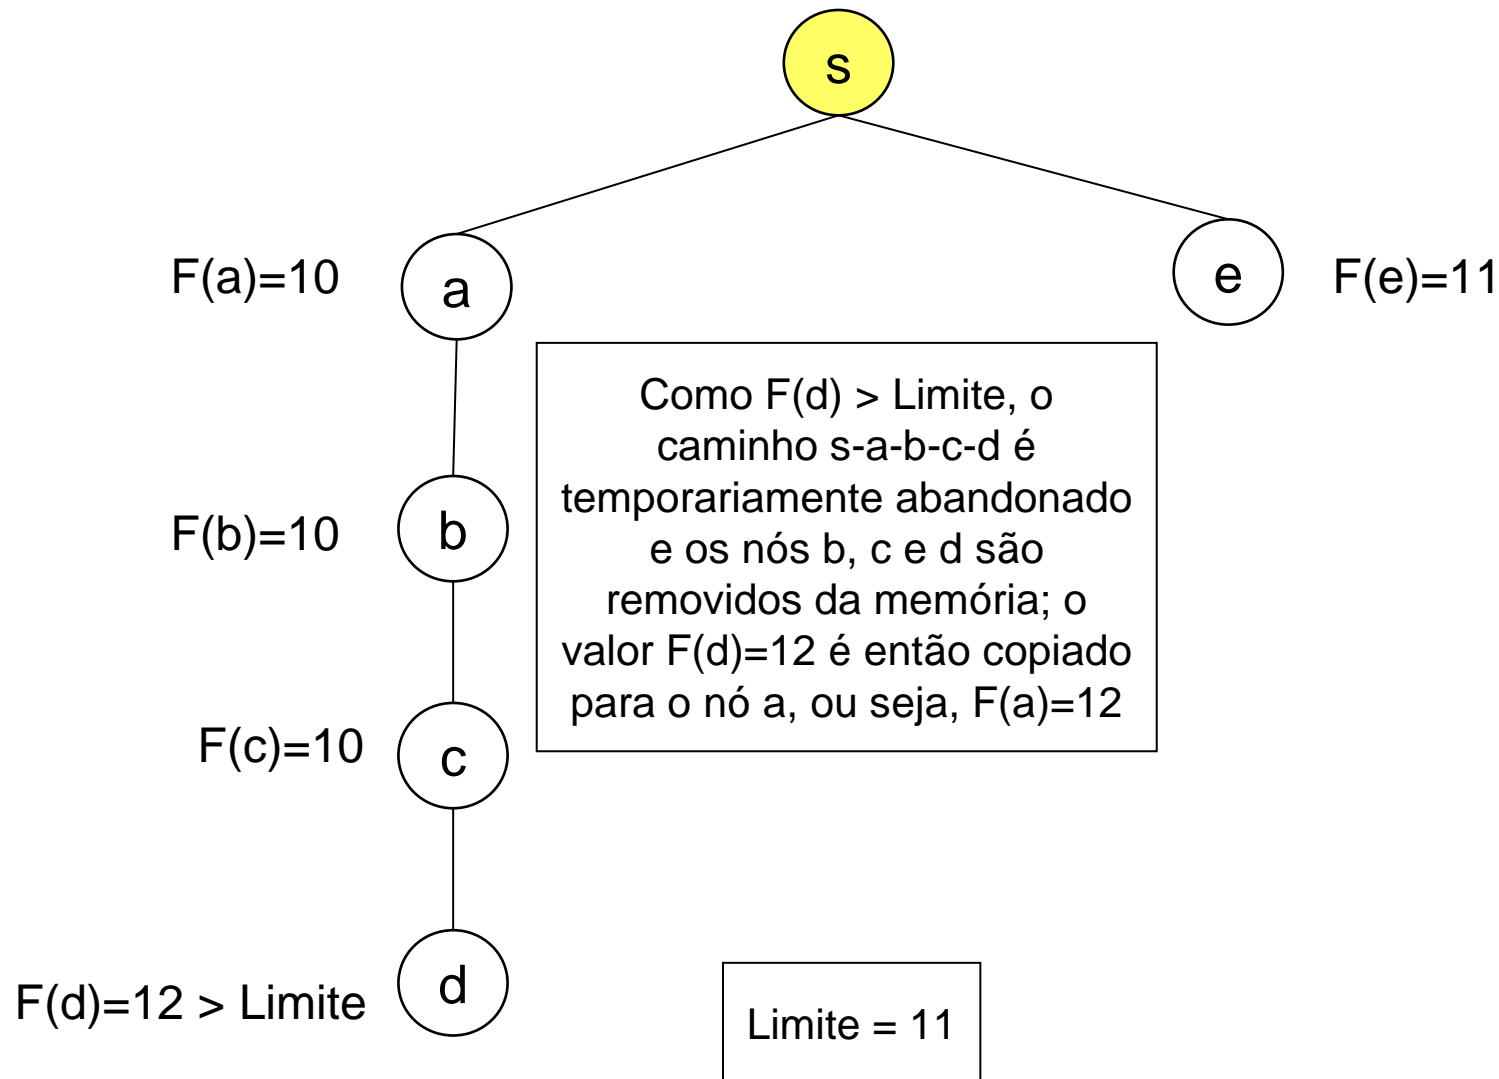 s
F(a)=10
a
e
F(e)=11
Como F(d) > Limite, o
caminho s-a-b-c-d é
temporariamente abandonado
e os nós b, c e d são
removidos da memória; o
valor F(d)=12 é então copiado
para o nó a, ou seja, F(a)=12
F(b)=10
b
F(c)=10
c
F(d)=12 > Limite
d
Limite = 11